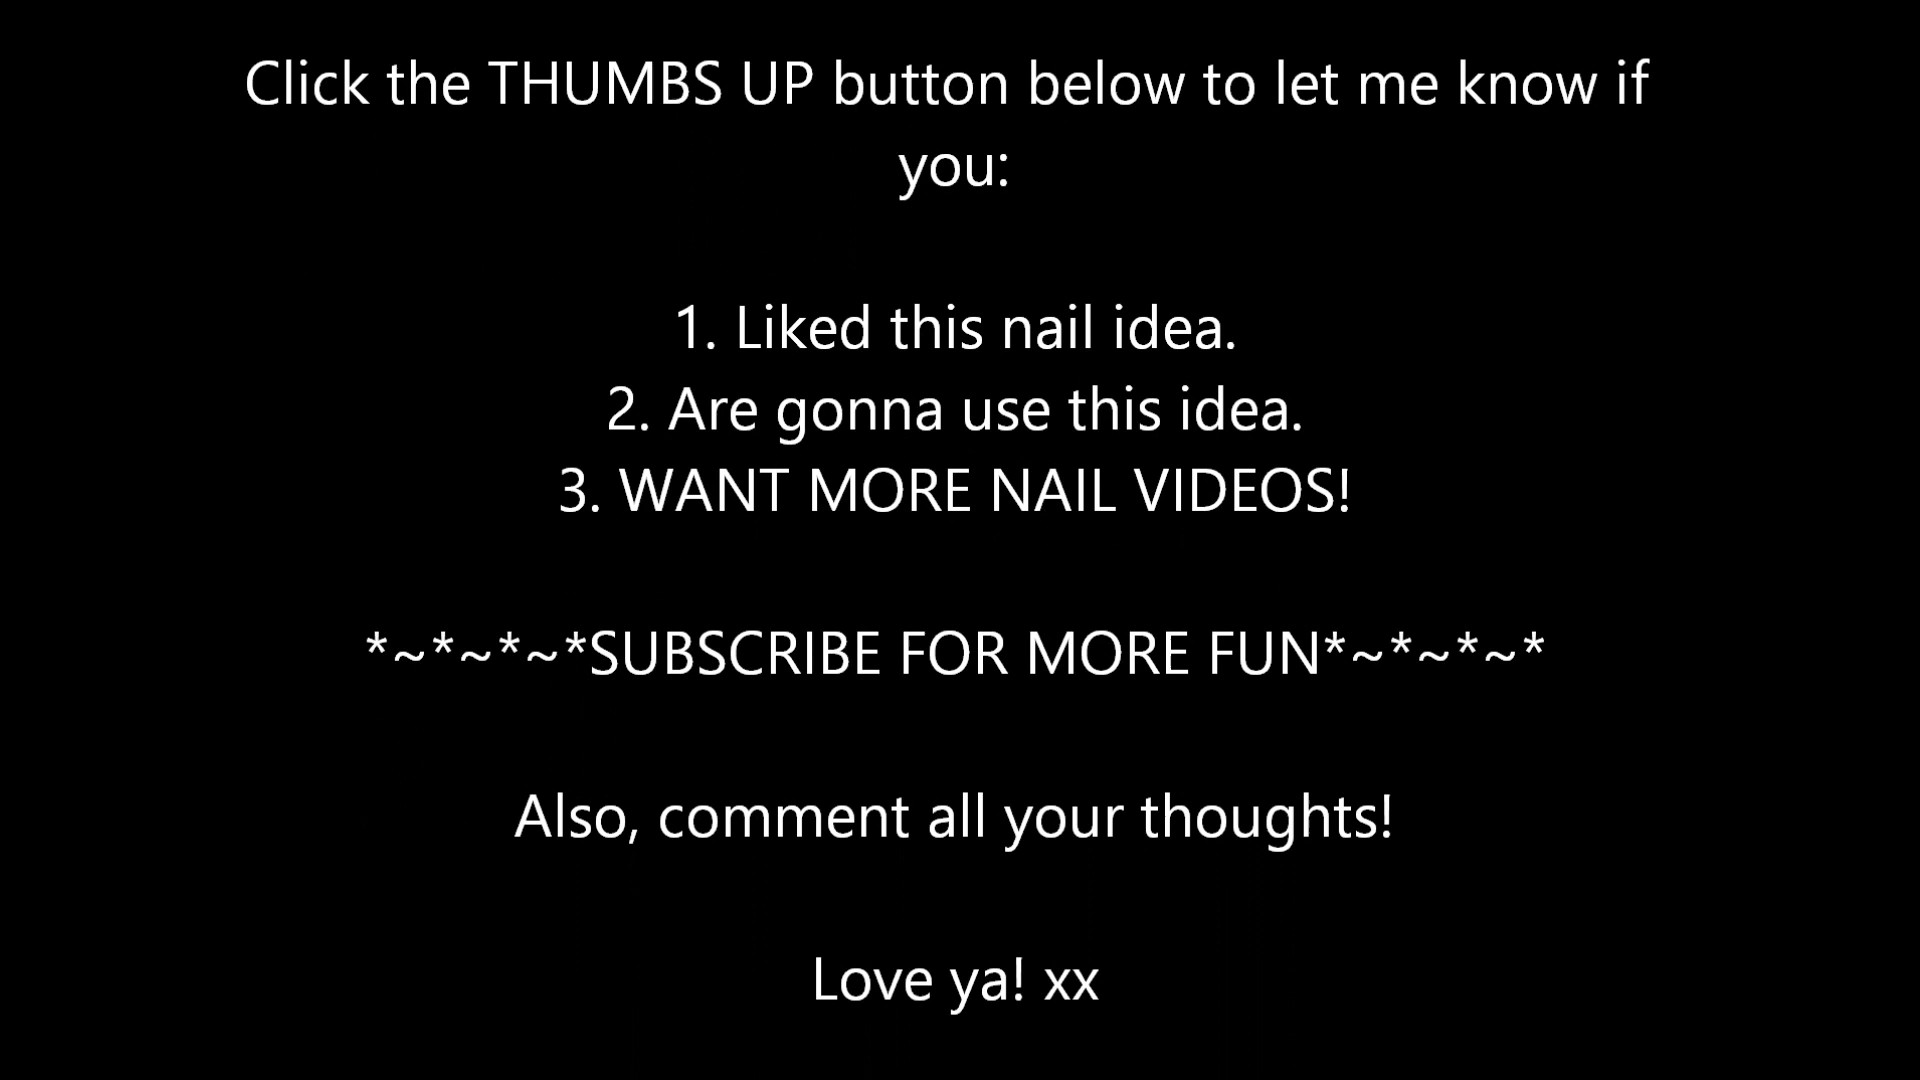 Click the THUMBS UP button below to let me know if
you:
1. Liked this nail idea.
2. Are gonna use this idea.
3. WANT MORE NAIL VIDEOS!
*~*~*~*SUBSCRIBE FOR MORE FUN*~*~*~*
Also, comment all your thoughts!
Love ya! xx